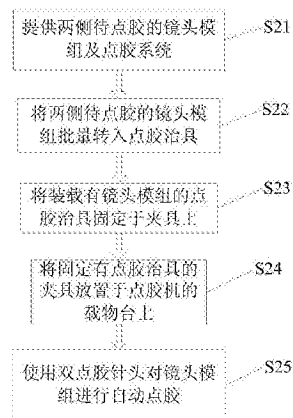 提供两侧待点胶的镜头模
组及点胶系统
S21
将两侧待点胶的镜头模
组批量转入点胶治具
S22
将装载有镜头模组的点
胶治具固定于夹具上
S23
将固定有点胶治具的
夹具放置于点胶机的
载物台上
S24
使用双点胶针头对镜头模
组进行自动点胶
S25